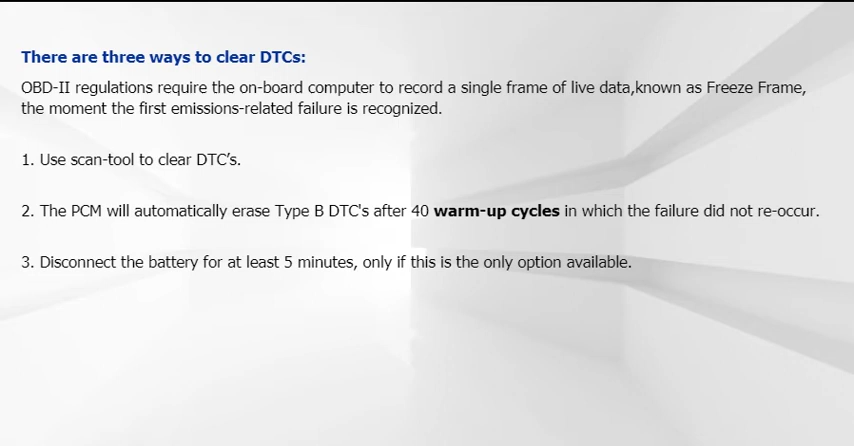 There are three ways to clear DTCs:
OBD-II regulations require the on-board computer to record a single frame of live data,known as Freeze Frame,
the moment the first emissions-related failure is recognized.
1. Use scan-tool to clear DTC’s.
2. The PCM will automatically erase Type B DTC's after 40 warm-up cycles in which the failure did not re-occur.
3. Disconnect the battery for at least 5 minutes, only if this is the only option available.